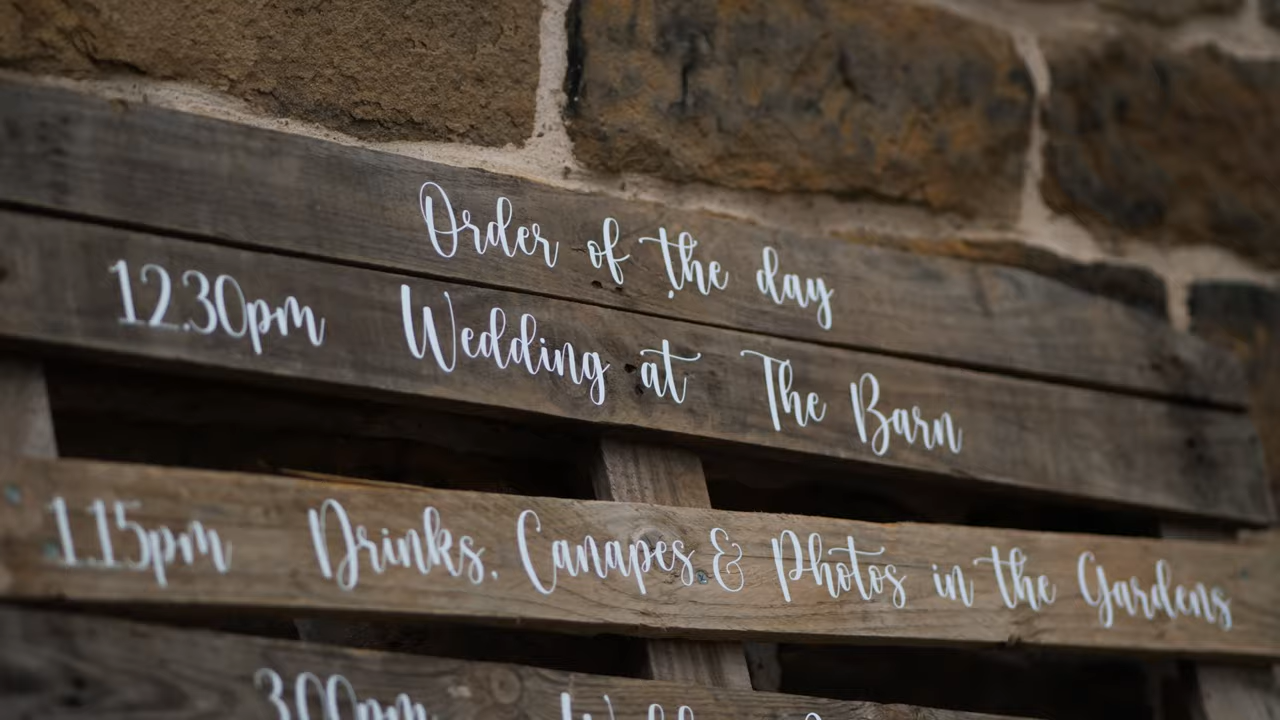 Order of the day
12.30pm Wedding at The Barn
1.15pm Drinks, Canapes & Photos in the Gardens
3.00pm